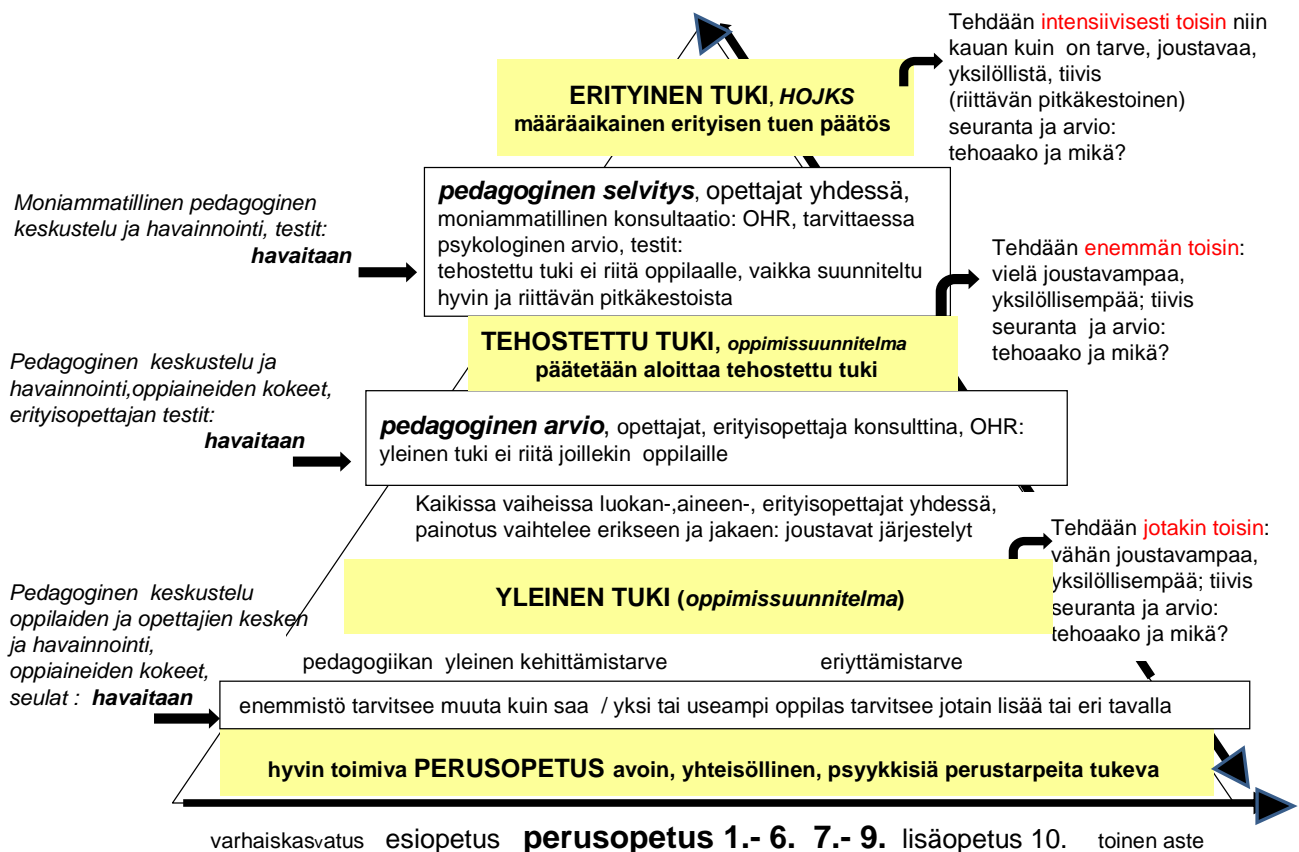 Tehdään intensiivisesti toisin niin
kauan kuin on tarve, joustavaa,
yksilöllistä, tiivis
(riittävän pitkäkestoinen)
seuranta ja arvio:
tehoaako ja mikä?
ERITYINEN TUKI, HOJKS
määräaikainen erityisen tuen päätös
Moniammatillinen pedagoginen
keskustelu ja havainnointi, testit:
havaitaan
pedagoginen selvitys, opettajat yhdessä,
moniammatillinen konsultaatio: OHR, tarvittaessa
psykologinen arvio, testit:
tehostettu tuki ei riitä oppilaalle, vaikka suunniteltu
hyvin ja riittävän pitkäkestoista
Tehdään enemmän toisin:
vielä joustavampaa,
yksilöllisempää; tiivis
seuranta ja arvio:
tehoaako ja mikä?
TEHOSTETTU TUKI, oppimissuunnitelma
päätetään aloittaa tehostettu tuki
Pedagoginen keskustelu ja
havainnointi,oppiaineiden kokeet,
erityisopettajan testit:
havaitaan
pedagoginen arvio, opettajat, erityisopettaja konsulttina, OHR:
yleinen tuki ei riitä joillekin oppilaille
Kaikissa vaiheissa luokan-,aineen-, erityisopettajat yhdessä,
painotus vaihtelee erikseen ja jakaen: joustavat järjestelyt
Tehdään jotakin toisin:
vähän joustavampaa,
yksilöllisempää; tiivis
seuranta ja arvio:
tehoaako ja mikä?
YLEINEN TUKI (oppimissuunnitelma)
Pedagoginen keskustelu
oppilaiden ja opettajien kesken
ja havainnointi,
oppiaineiden kokeet,
seulat : havaitaan
pedagogiikan yleinen kehittämistarve eriyttämistarve
enemmistö tarvitsee muuta kuin saa / yksi tai useampi oppilas tarvitsee jotain lisää tai eri tavalla
hyvin toimiva PERUSOPETUS avoin, yhteisöllinen, psyykkisiä perustarpeita tukeva
varhaiskasvatus esiopetus perusopetus 1.- 6. 7.- 9. lisäopetus 10. toinen aste